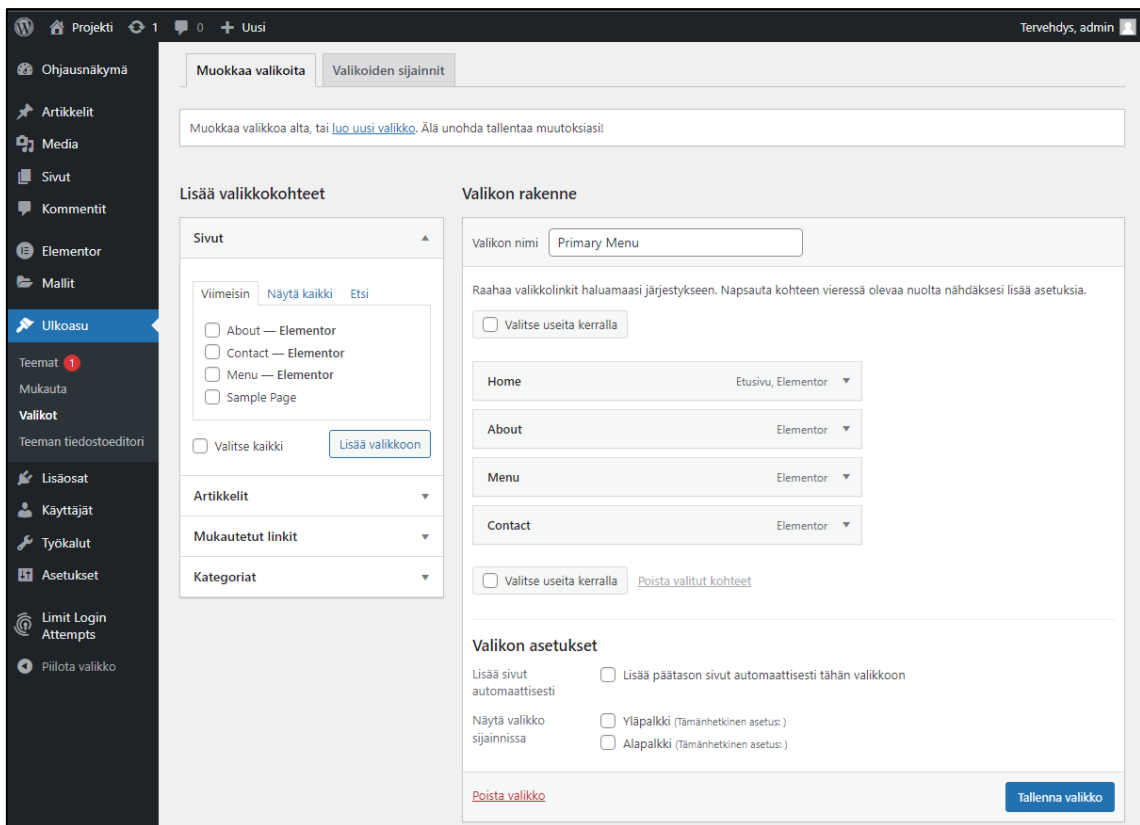 Projekti 1 0 + Uusi Tervehdys, admin
Ohjausnäkymä
Artikkelit
Media
Sivut
Kommentit
Elementor
Mallit
Ulkoasu
Teemat 1
Mukauta
Valikot
Teeman tiedostoeditori
Lisäosat
Käyttäjät
Työkalut
Asetukset
Limit Login
Attempts
Piilota valikko
Muokkaa valikoita Valikoiden sijainnit
Muokkaa valikkoa alta, tai luo uusi valikko. Älä unohda tallentaa muutoksiasi!
Lisää valikkokohteet
Sivut
Viimeisin Näytä kaikki Etsi
About — Elementor
Contact — Elementor
Menu — Elementor
Sample Page
Valitse kaikki Lisää valikkoon
Artikkelit
Mukautetut linkit
Kategoriat
Valikon rakenne
Valikon nimi Primary Menu
Raahaa valikkolinkit haluamaasi järjestykseen. Napsauta kohteen vieressä olevaa nuolta nähdäksesi lisää asetuksia.
Valitse useita kerralla
Home Etusivu, Elementor
About Elementor
Menu Elementor
Contact Elementor
Valitse useita kerralla Poista valitut kohteet
Valikon asetukset
Lisää sivut
automaattisesti
Lisää päätason sivut automaattisesti tähän valikkoon
Näytä valikko
sijainnissa
Yläpalkki (Tämänhetkinen asetus: )
Alapalkki (Tämänhetkinen asetus: )
Poista valikko Tallenna valikko